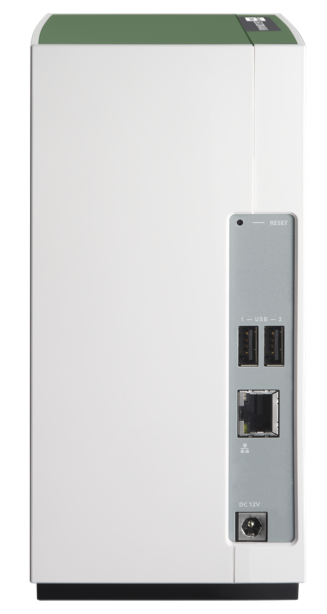 RESET
1 — USB — 2
DC 12V